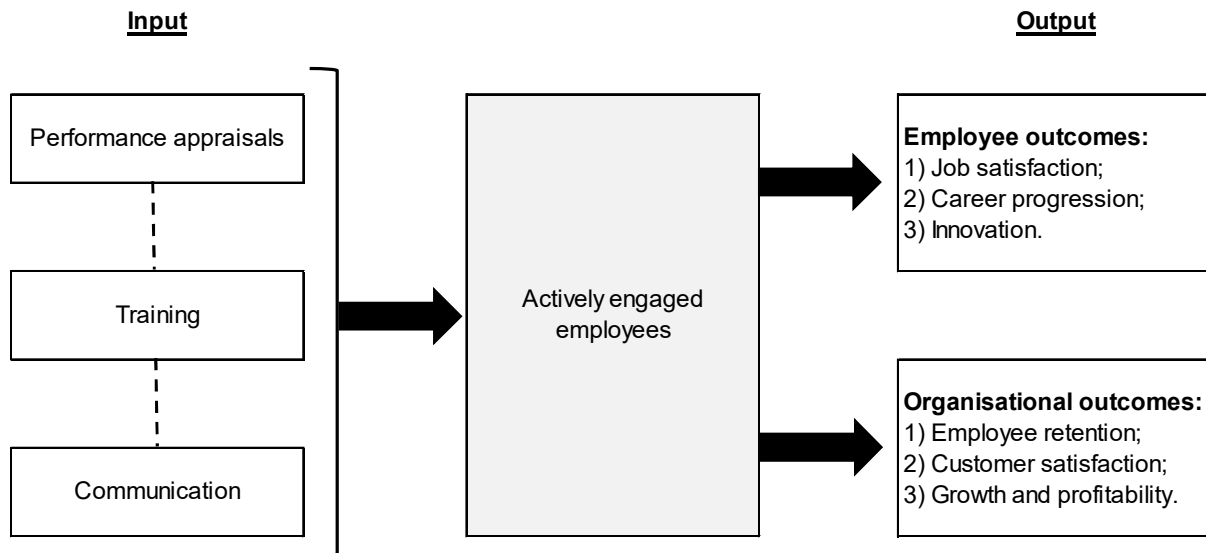 Input
Output
Performance appraisals
Training
Communication
Actively engaged
employees
Employee outcomes:
1) Job satisfaction;
2) Career progression;
3) Innovation.
Organisational outcomes:
1) Employee retention;
2) Customer satisfaction;
3) Growth and profitability.